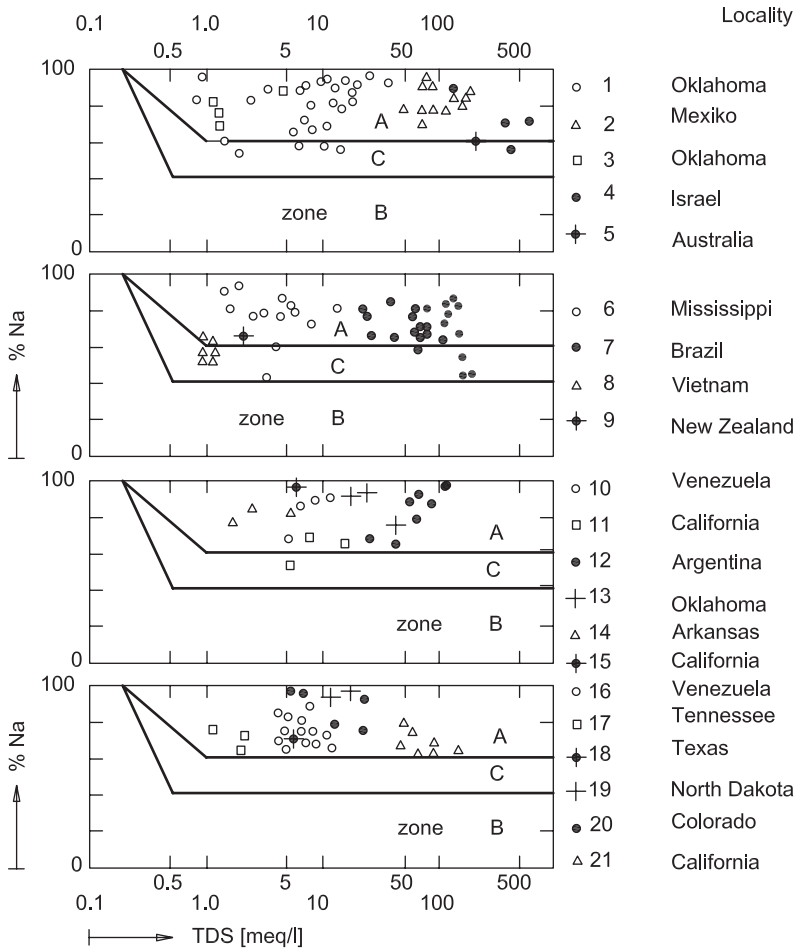 0.1 1.0 10 100 Locality
0.5 5 50 500
100
A
C
zone B
0
1 Oklahoma
2 Mexiko
3 Oklahoma
4 Israel
5 Australia
100
A
C
zone B
0
% Na
6 Mississippi
7 Brazil
8 Vietnam
9 New Zealand
100
A
C
zone B
0
10 Venezuela
11 California
12 Argentina
13 Oklahoma
14 Arkansas
15 California
100
A
C
zone B
0
% Na
16 Venezuela
17 Tennessee
18 Texas
19 North Dakota
20 Colorado
21 California
0.5 5 50 500
0.1 1.0 10 100
TDS [meq/l]